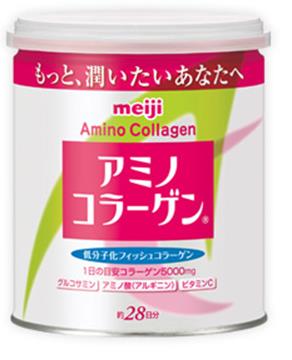 もっと、潤いたいあなたへ
meiji
Amino Collagen
アミノ
コラーゲン®
低分子化フィッシュコラーゲン
1日の目安コラーゲン5000mg
グルコサミン アミノ酸(アルギニン) ビタミンC
約28日分